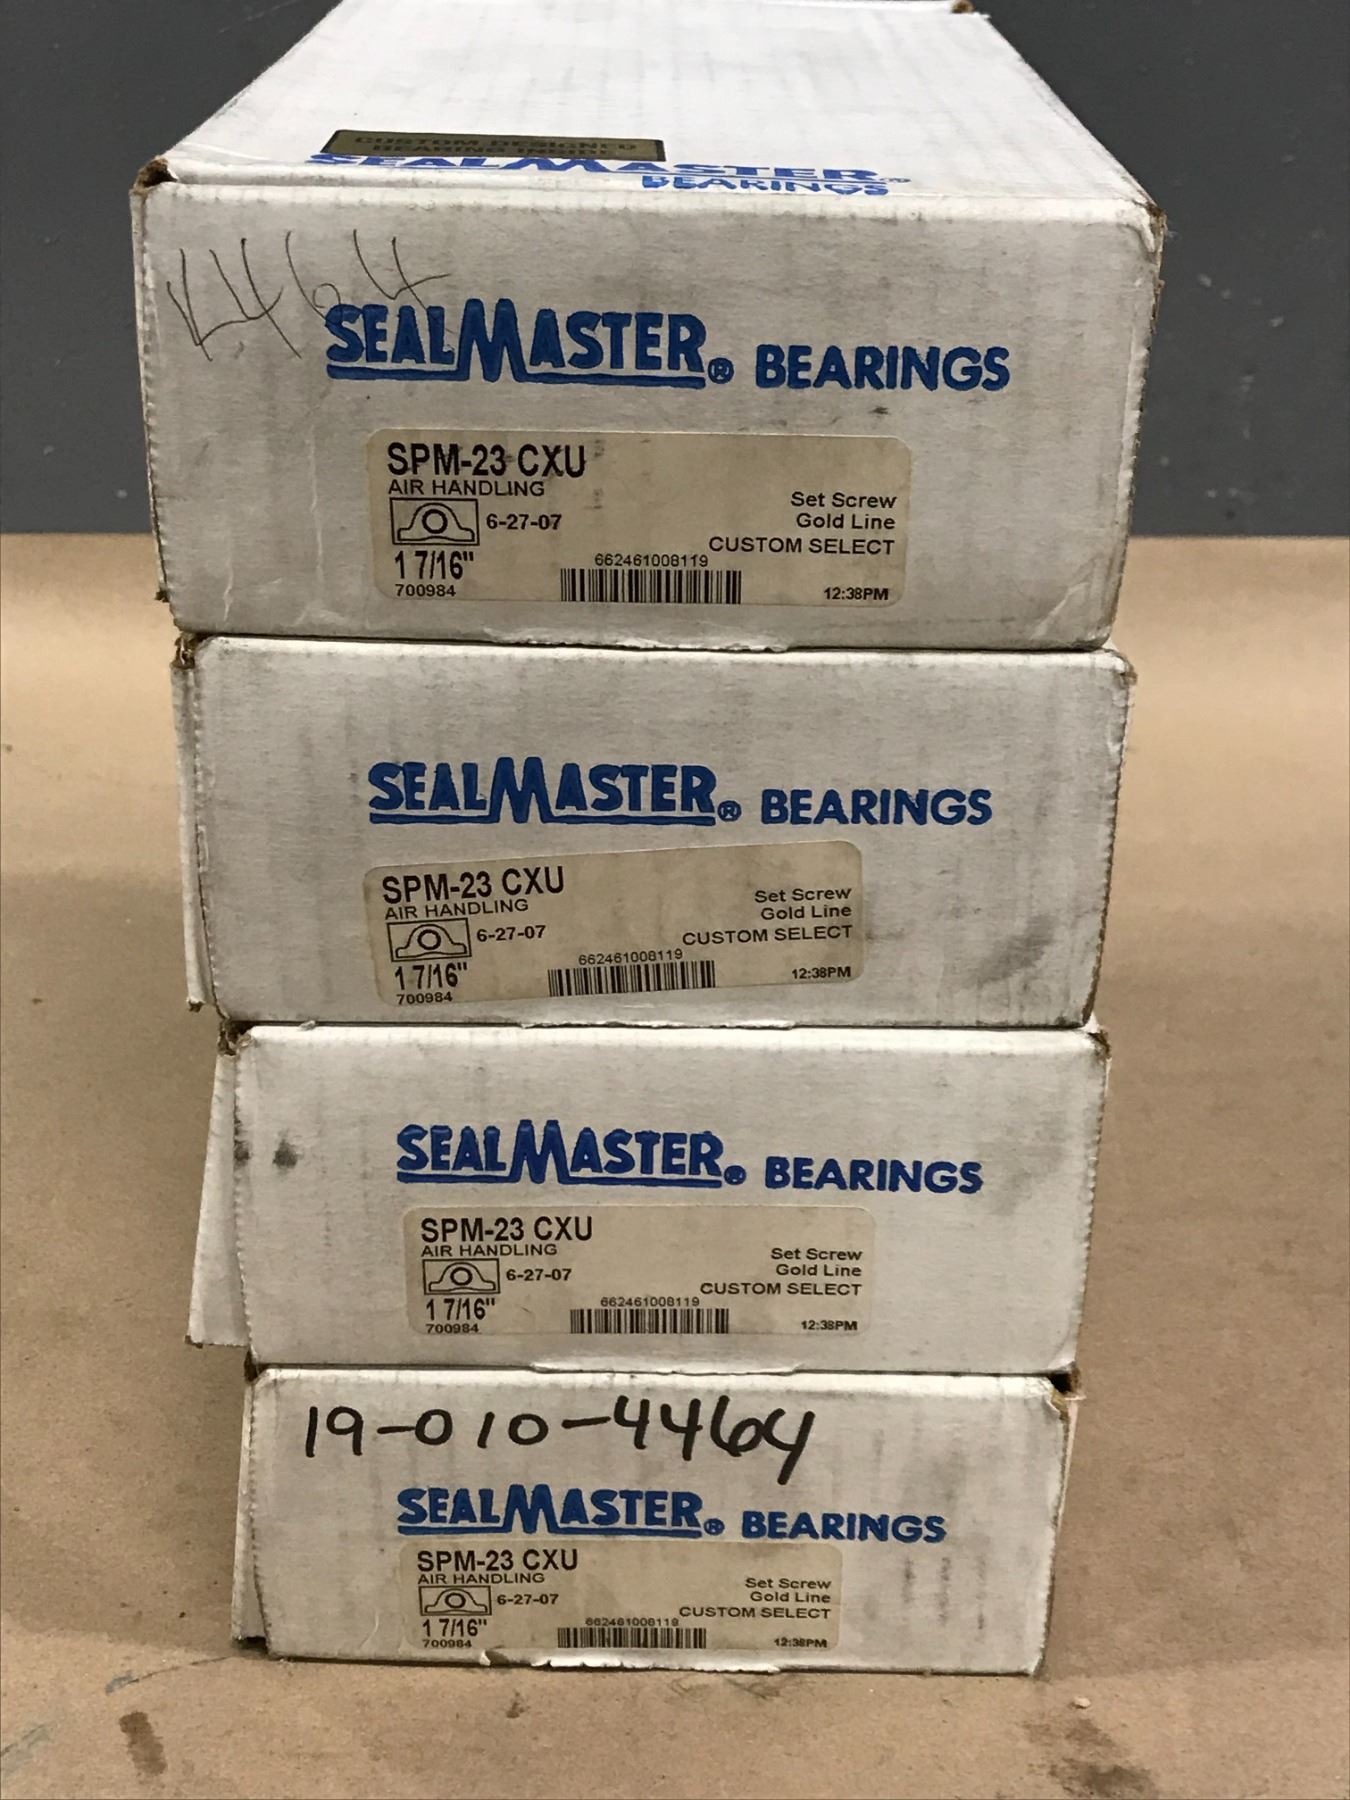 CUSTOM DESIGNED
BEARING INSIDE
SEALMASTER®
BEARINGS
K464
SEALMASTER® BEARINGS
SPM-23 CXU
AIR HANDLING
6-27-07
1 7/16"
700984
Set Screw
Gold Line
CUSTOM SELECT
662461008119
12:38PM
SEALMASTER® BEARINGS
SPM-23 CXU
AIR HANDLING
6-27-07
1 7/16"
700984
Set Screw
Gold Line
CUSTOM SELECT
662461008119
12:38PM
SEALMASTER® BEARINGS
SPM-23 CXU
AIR HANDLING
6-27-07
1 7/16"
700984
Set Screw
Gold Line
CUSTOM SELECT
662461008119
12:38PM
19-010-4464
SEALMASTER® BEARINGS
SPM-23 CXU
AIR HANDLING
6-27-07
1 7/16"
700984
Set Screw
Gold Line
CUSTOM SELECT
662461008119
12:38PM